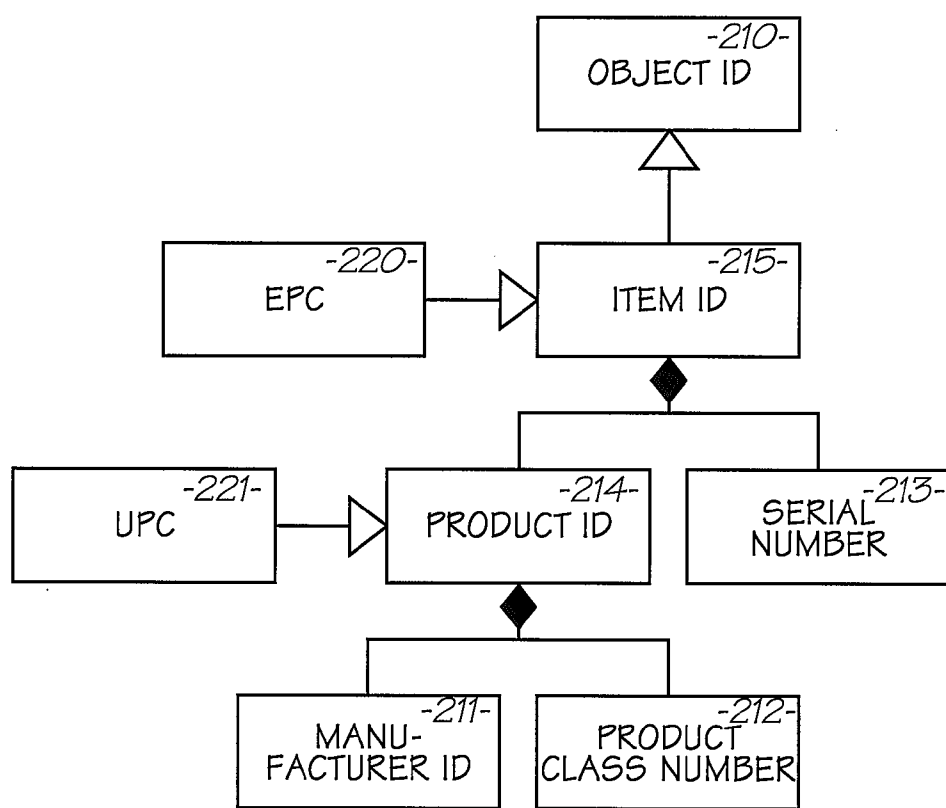 -210-
OBJECT ID
-220-
EPC
-215-
ITEM ID
-221-
UPC
-214-
PRODUCT ID
-213-
SERIAL
NUMBER
-211-
MANU-
FACTURER ID
-212-
PRODUCT
CLASS NUMBER